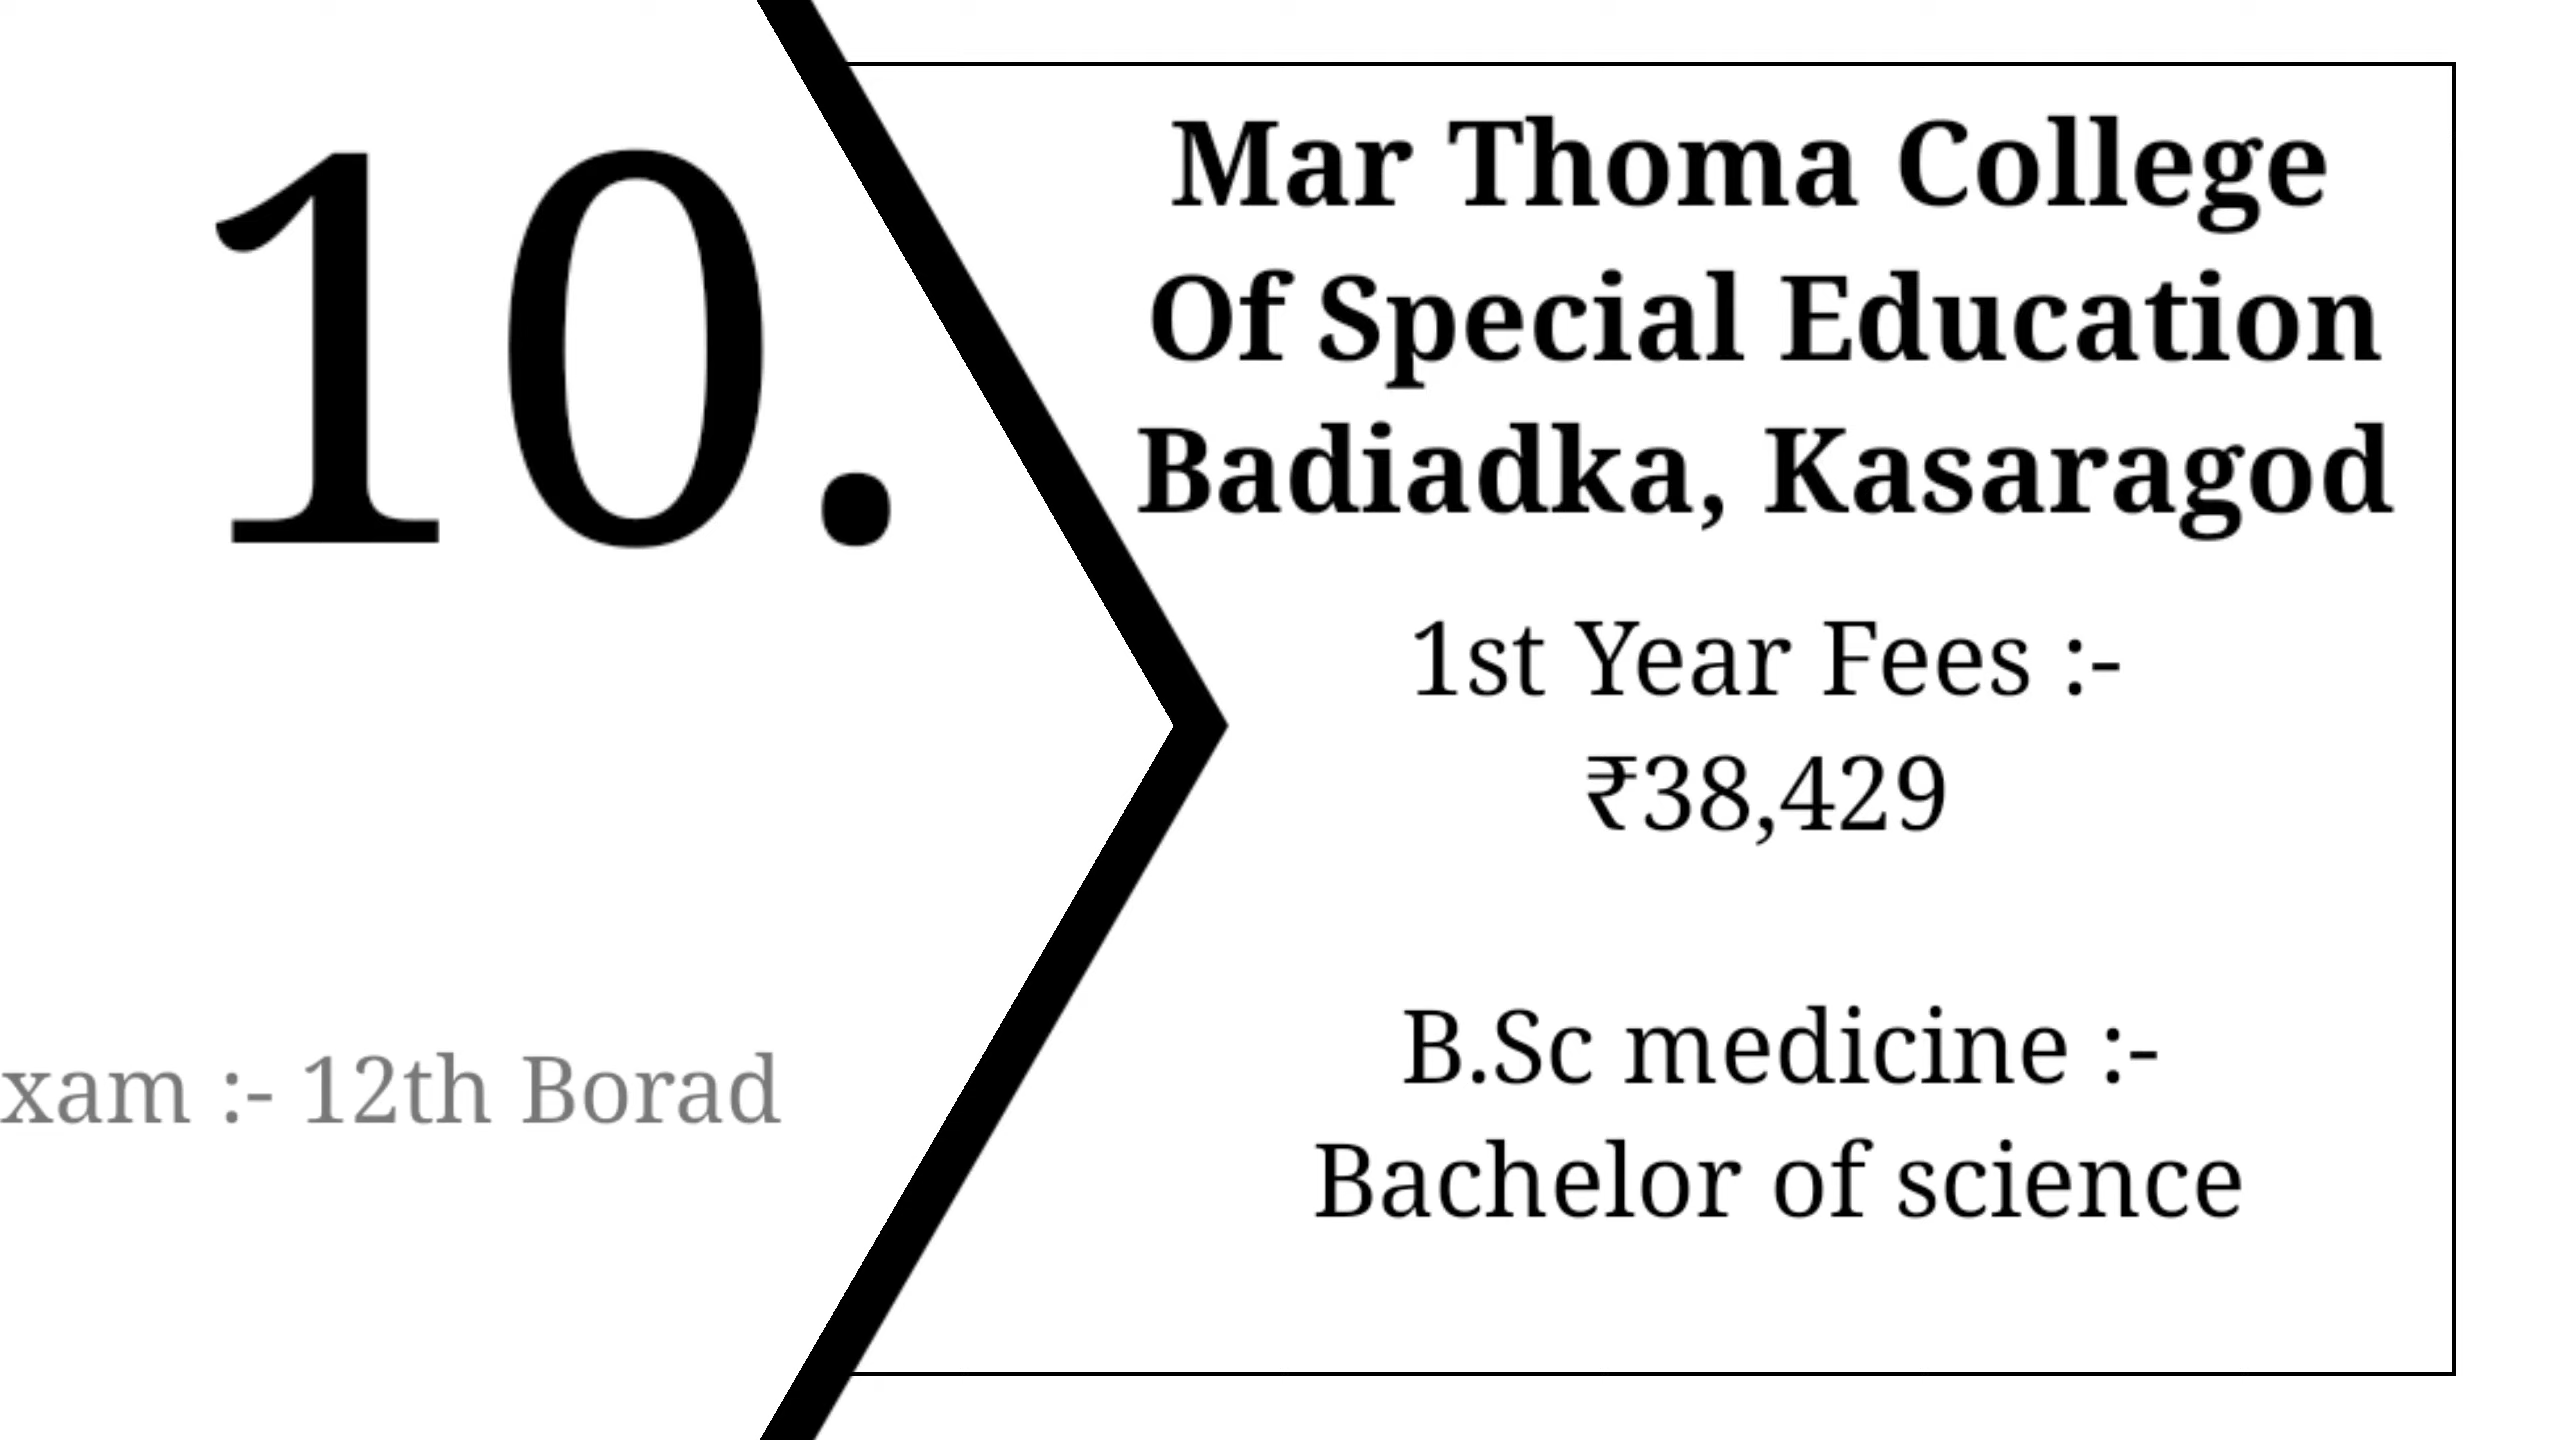 10.
xam :- 12th Borad
Mar Thoma College
Of Special Education
Badiadka, Kasaragod
1st Year Fees :-
₹38,429
B.Sc medicine :-
Bachelor of science